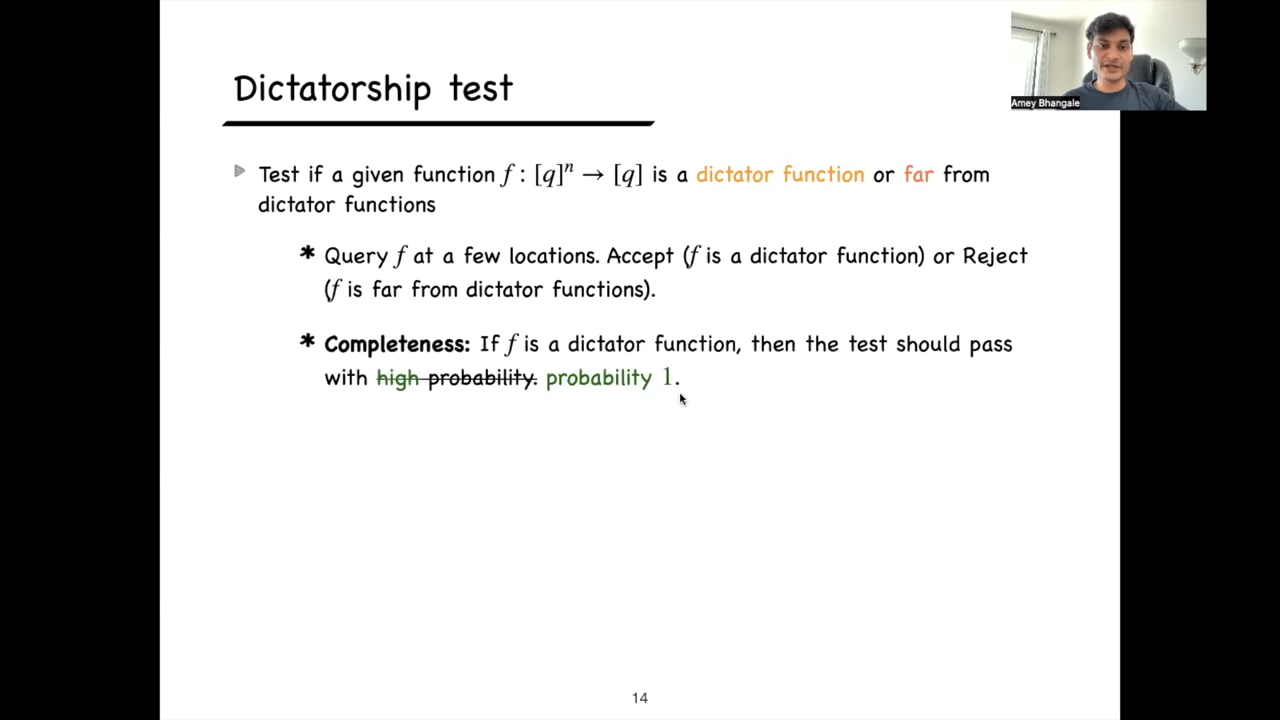 Dictatorship test
Amey Bhangale
Test if a given function f : [q]ⁿ → [q] is a dictator function or far from
dictator functions
* Query f at a few locations. Accept (f is a dictator function) or Reject
(f is far from dictator functions).
* Completeness: If f is a dictator function, then the test should pass
with high probability. probability 1.
14